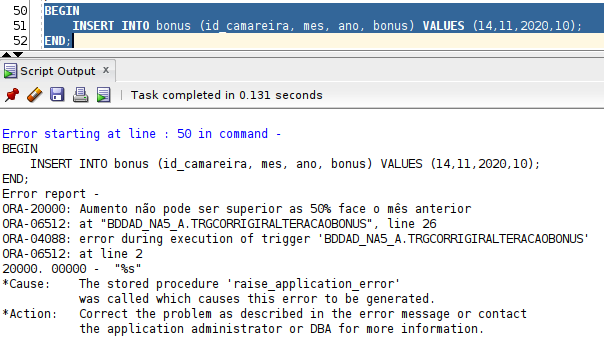 50 BEGIN
51 INSERT INTO bonus (id_camareira, mes, ano, bonus) VALUES (14,11,2020,10);
52 END;
Script Output x
Task completed in 0.131 seconds
Error starting at line : 50 in command -
BEGIN
INSERT INTO bonus (id_camareira, mes, ano, bonus) VALUES (14,11,2020,10);
END;
Error report -
ORA-20000: Aumento não pode ser superior as 50% face o mês anterior
ORA-06512: at "BDDAD_NA5_A.TRGCORRIGIRALTERACAOBONUS", line 26
ORA-04088: error during execution of trigger 'BDDAD_NA5_A.TRGCORRIGIRALTERACAOBONUS'
ORA-06512: at line 2
20000. 00000 - "%s"
*Cause: The stored procedure 'raise_application_error'
was called which causes this error to be generated.
*Action: Correct the problem as described in the error message or contact
the application administrator or DBA for more information.